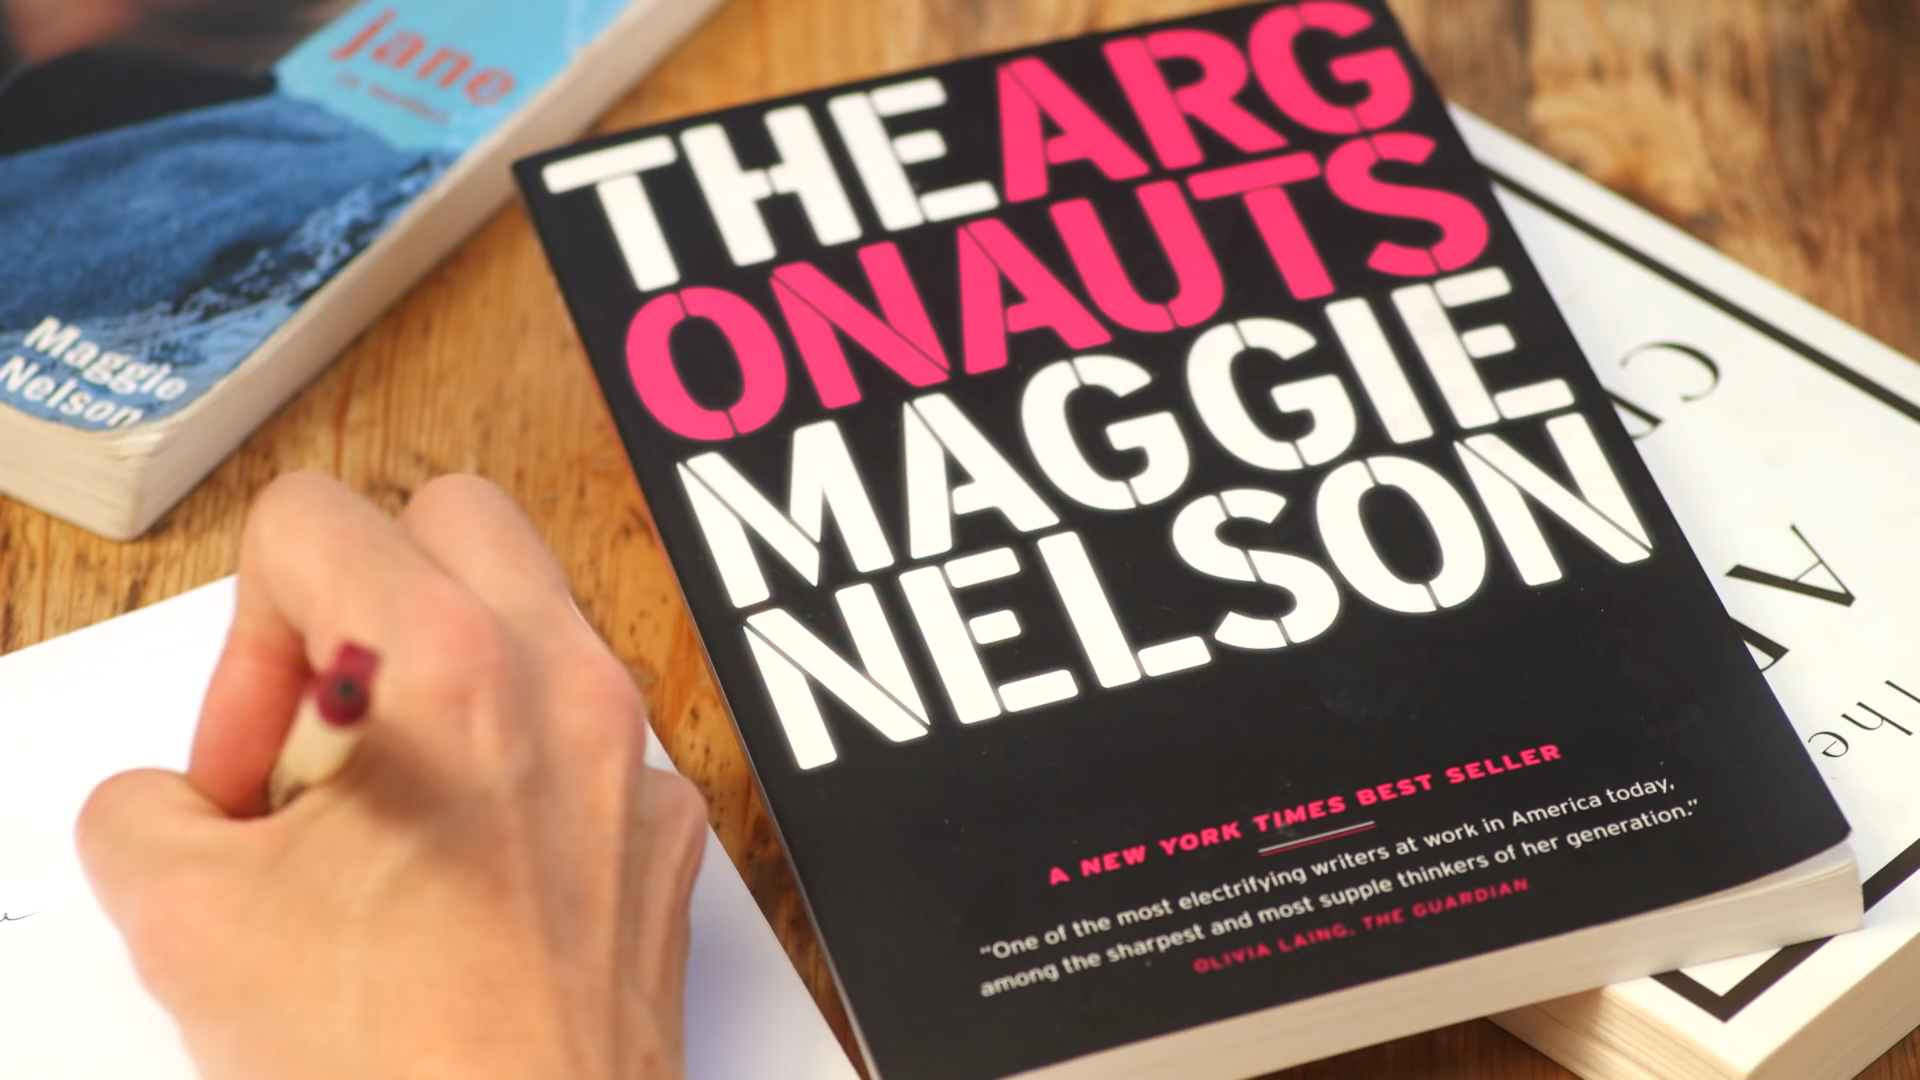 jane
Maggie
Nelson
THE ARG
ONAUTS
MAGGIE
NELSON
A NEW YORK TIMES BEST SELLER
“One of the most electrifying writers at work in America today,
among the sharpest and most supple thinkers of her generation.”
OLIVIA LAING, THE GUARDIAN
The